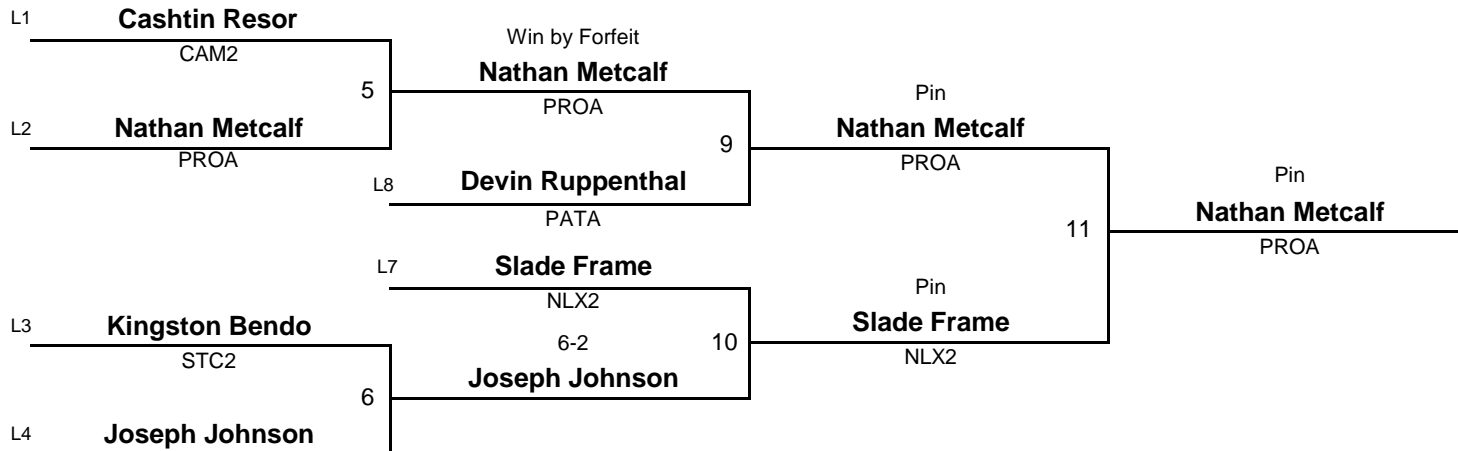 L1 Cashtin Resor
CAM2
5
L2 Nathan Metcalf
PROA
Win by Forfeit
Nathan Metcalf
PROA
9
L8 Devin Ruppenthal
PATA
Pin
Nathan Metcalf
PROA
11
Pin
Nathan Metcalf
PROA
L7 Slade Frame
NLX2
10
Pin
Slade Frame
NLX2
L3 Kingston Bendo
STC2
6
6-2
Joseph Johnson
L4 Joseph Johnson